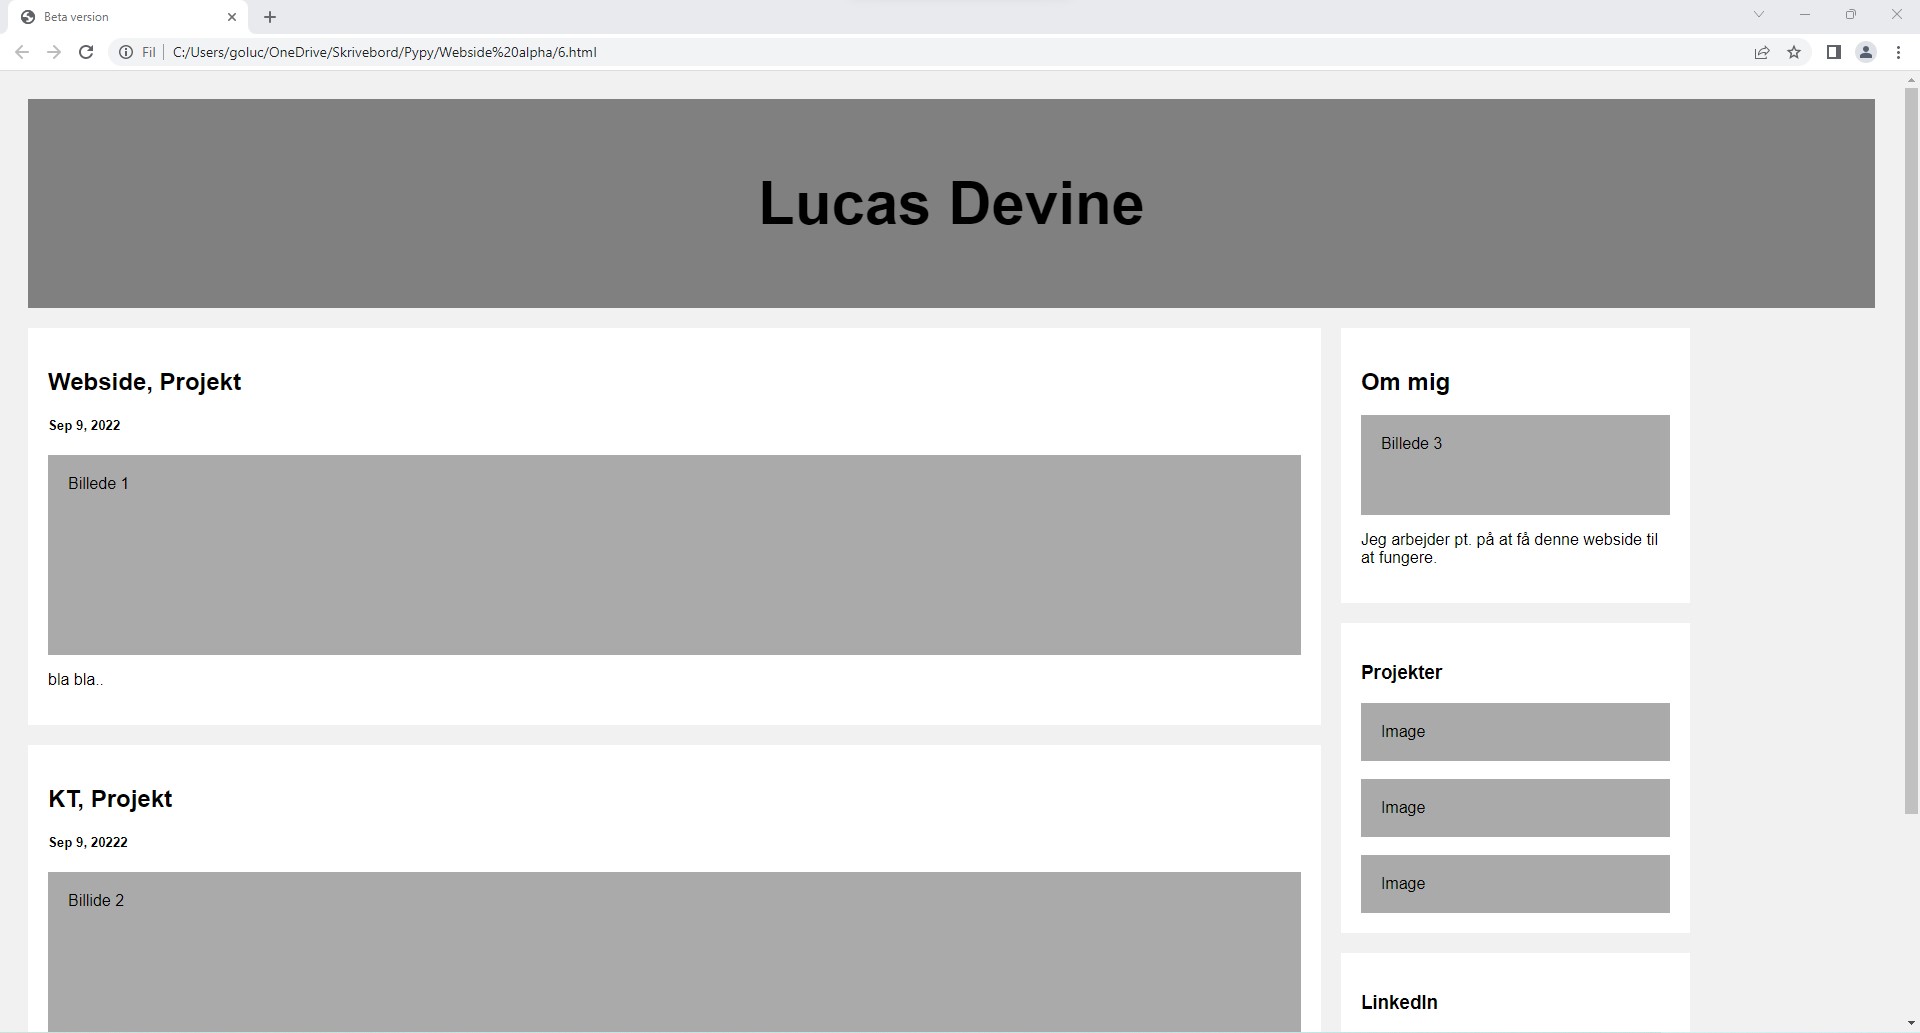 Beta version
Fil
C:/Users/goluc/OneDrive/Skrivebord/Pypy/Webside%20alpha/6.html
Lucas Devine
Webside, Projekt
Sep 9, 2022
Billede 1
bla bla..
KT, Projekt
Sep 9, 20222
Billide 2
Om mig
Billede 3
Jeg arbejder pt. på at få denne webside til
at fungere.
Projekter
Image
Image
Image
LinkedIn